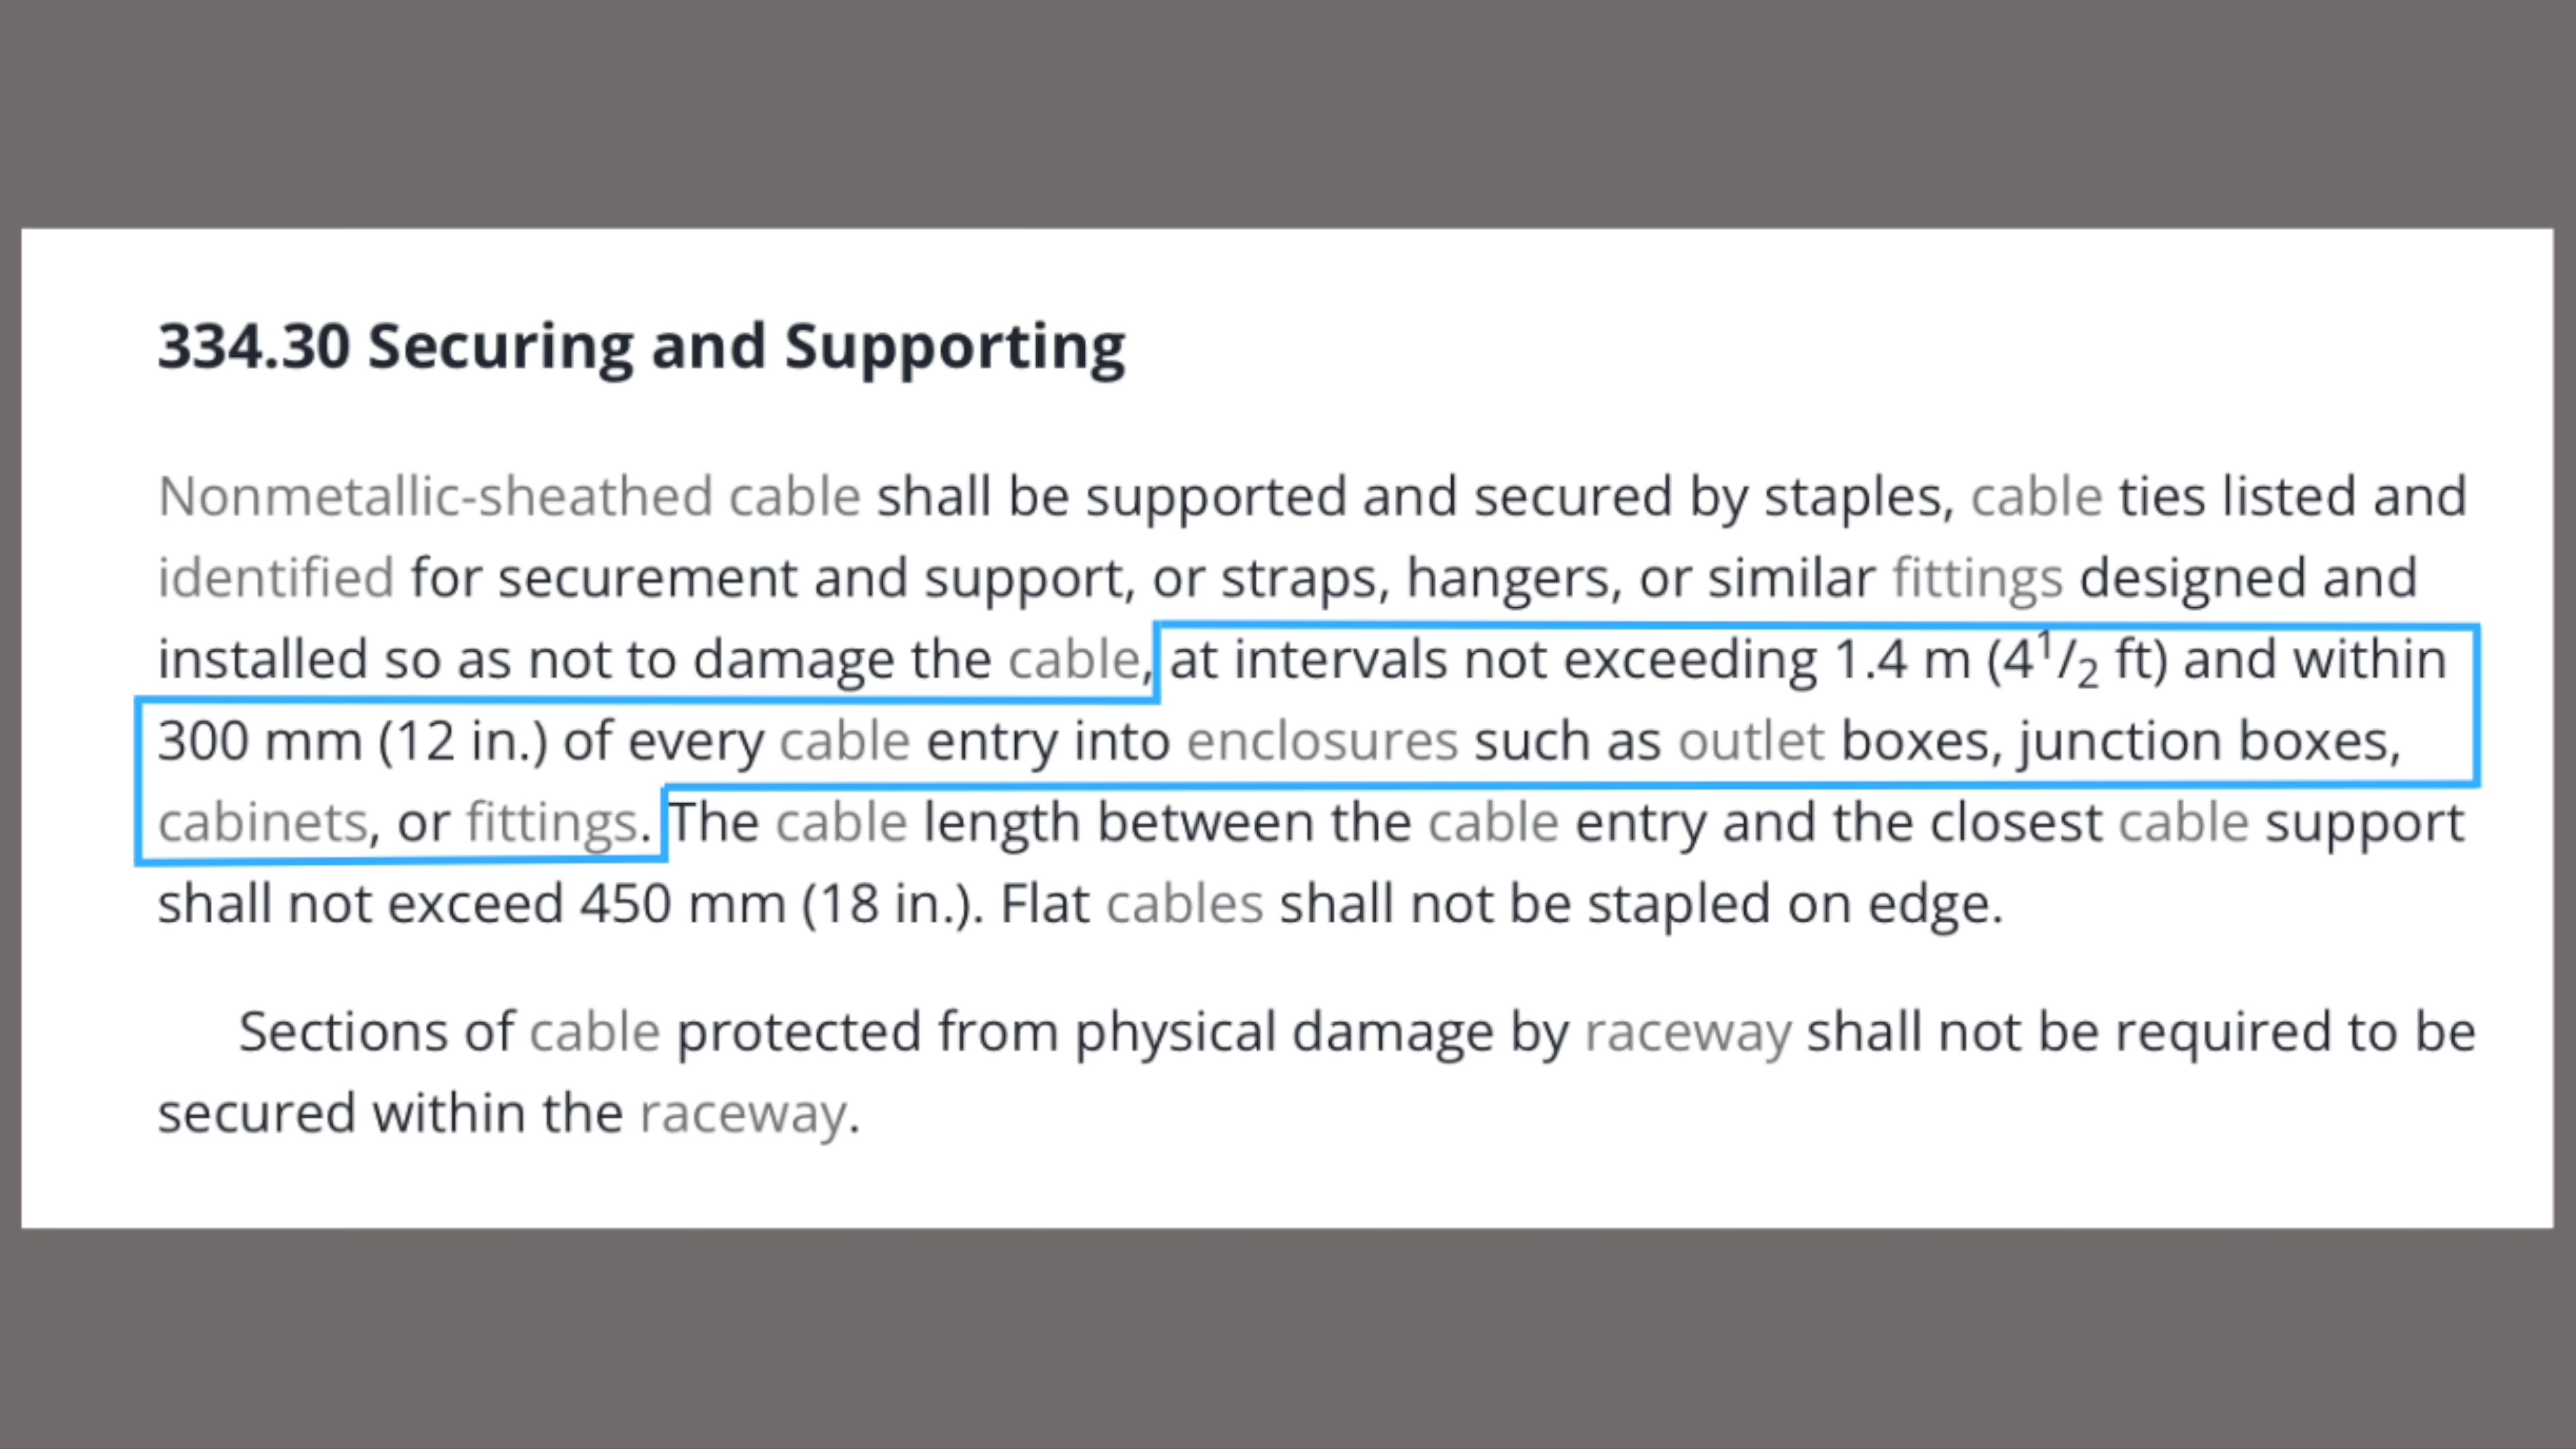 334.30 Securing and Supporting
Nonmetallic-sheathed cable shall be supported and secured by staples, cable ties listed and
identified for securement and support, or straps, hangers, or similar fittings designed and
installed so as not to damage the cable, at intervals not exceeding 1.4 m (4¹/₂ ft) and within
300 mm (12 in.) of every cable entry into enclosures such as outlet boxes, junction boxes,
cabinets, or fittings. The cable length between the cable entry and the closest cable support
shall not exceed 450 mm (18 in.). Flat cables shall not be stapled on edge.
Sections of cable protected from physical damage by raceway shall not be required to be
secured within the raceway.